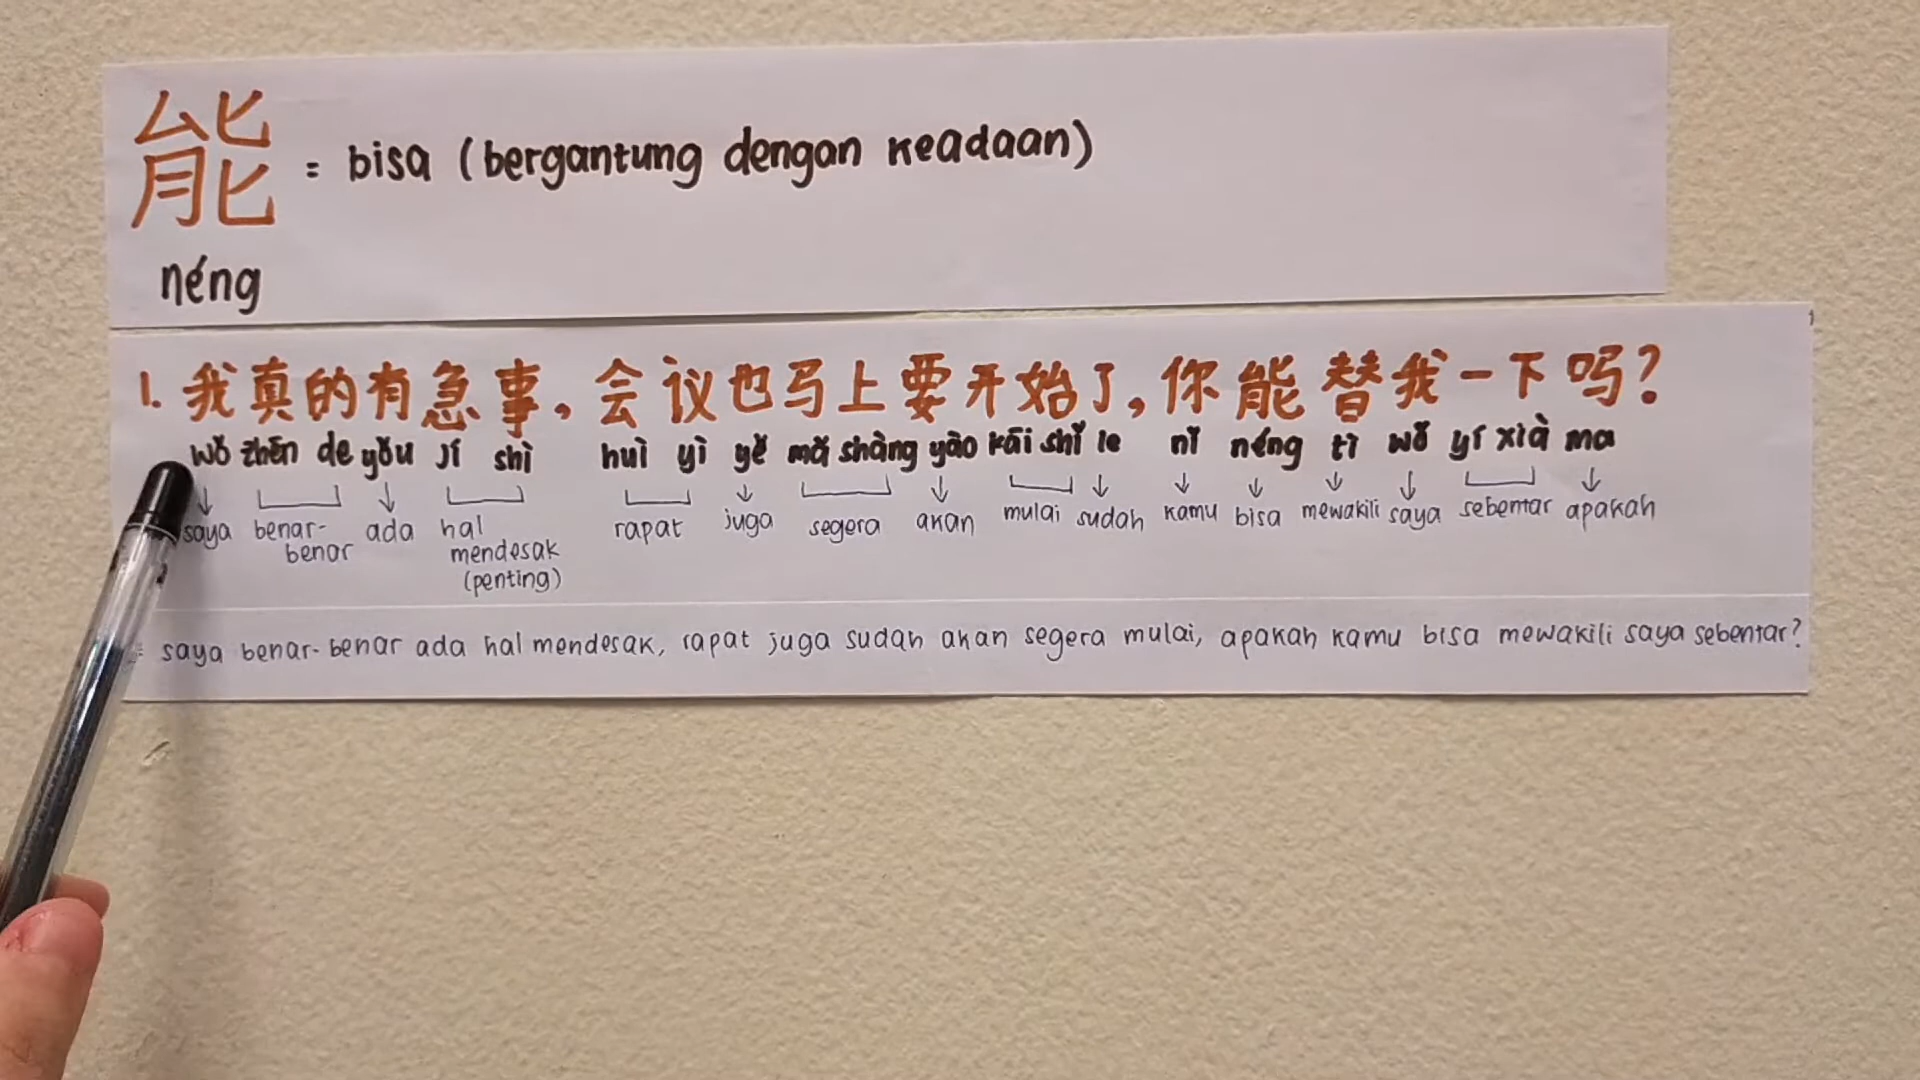 能 = bisa (bergantung dengan keadaan)
néng
1. 我真的有急事,会议也马上要开始了,你能替我一下吗?
wǒ zhēn de yǒu jí shì huì yì yě mǎ shàng yào kāi shǐ le nǐ néng tì wǒ yí xià ma
saya benar-benar ada hal mendesak (penting) rapat juga segera akan mulai sudah kamu bisa mewakili saya sebentar apakah
= saya benar-benar ada hal mendesak, rapat juga sudah akan segera mulai, apakah kamu bisa mewakili saya sebentar?